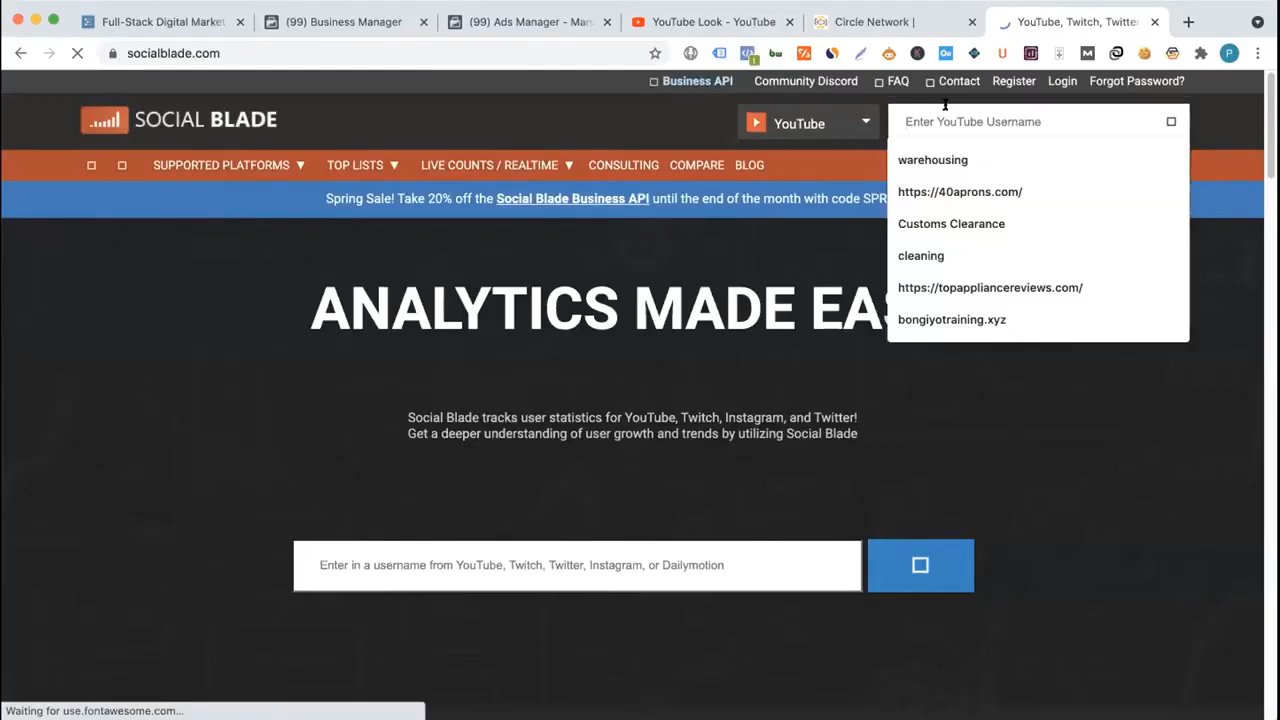 Full-Stack Digital Market
(99) Business Manager
(99) Ads Manager - Man
YouTube Look - YouTube
Circle Network |
YouTube, Twitch, Twitter
socialblade.com
Business API
Community Discord
FAQ
Contact
Register
Login
Forgot Password?
SOCIAL BLADE
YouTube
Enter YouTube Username
SUPPORTED PLATFORMS
TOP LISTS
LIVE COUNTS / REALTIME
CONSULTING
COMPARE
BLOG
warehousing
https://40aprons.com/
Customs Clearance
cleaning
https://topappliancereviews.com/
bongiyotraining.xyz
Spring Sale! Take 20% off the Social Blade Business API until the end of the month with code SPR
ANALYTICS MADE EAS
Social Blade tracks user statistics for YouTube, Twitch, Instagram, and Twitter!
Get a deeper understanding of user growth and trends by utilizing Social Blade
Enter in a username from YouTube, Twitch, Twitter, Instagram, or Dailymotion
Waiting for use.fontawesome.com...